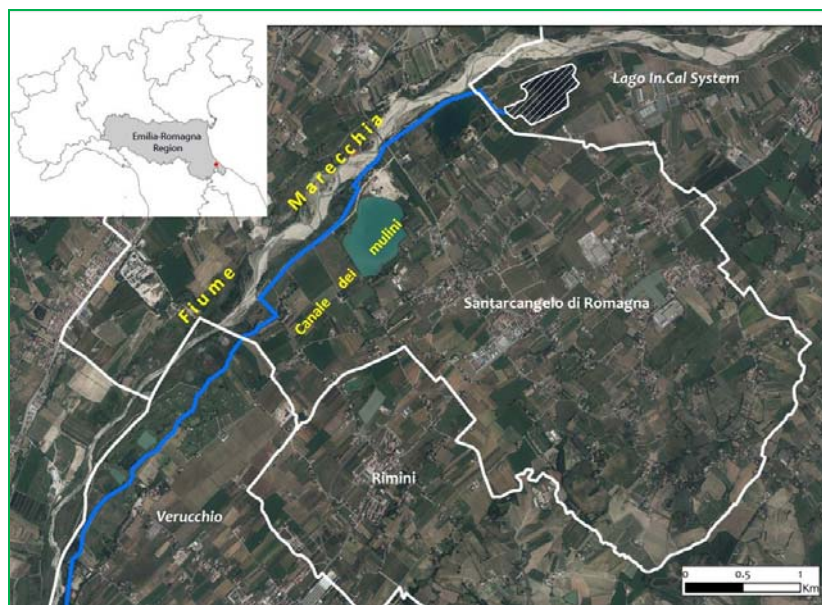 Emilia-Romagna
Region
Lago In.Cal System
Fiume Marecchia
Canale dei mulini
Santarcangelo di Romagna
Rimini
Verucchio
0 0.5 1
Km